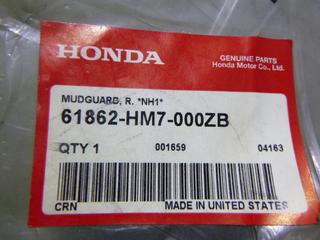 HONDA
GENUINE PARTS
Honda Motor Co., Ltd.
MUDGUARD, R. *NH1*
61862-HM7-000ZB
QTY 1 001659 04163
CRN MADE IN UNITED STATES